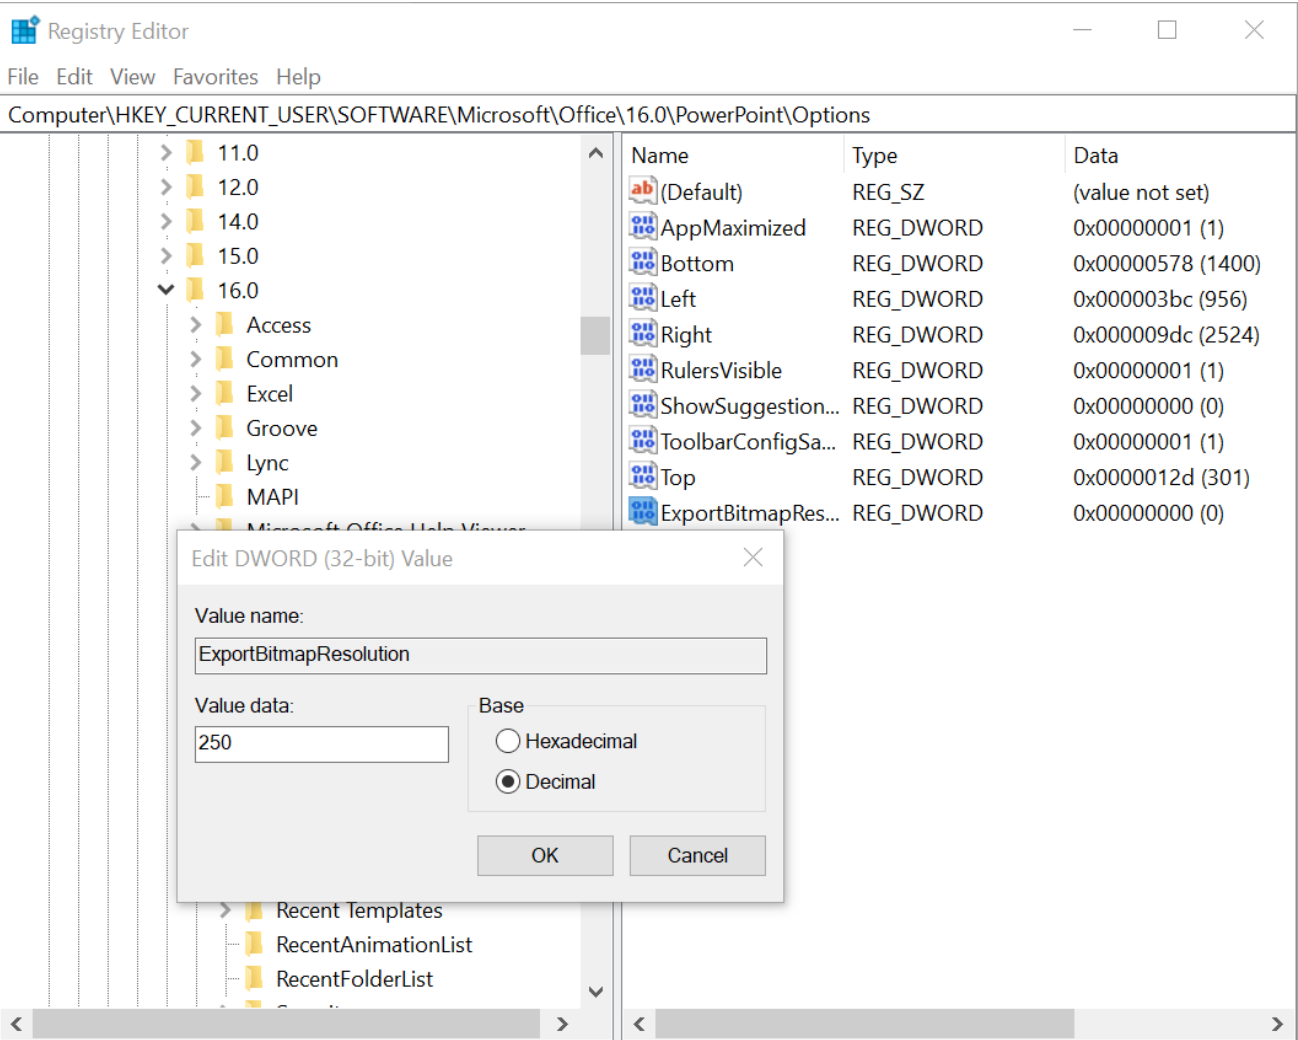 Registry Editor
File Edit View Favorites Help
Computer\HKEY_CURRENT_USER\SOFTWARE\Microsoft\Office\16.0\PowerPoint\Options
11.0
12.0
14.0
15.0
16.0
Access
Common
Excel
Groove
Lync
MAPI
Microsoft Office Help Viewer
Name Type Data
ab (Default) REG_SZ (value not set)
AppMaximized REG_DWORD 0x00000001 (1)
Bottom REG_DWORD 0x00000578 (1400)
Left REG_DWORD 0x000003bc (956)
Right REG_DWORD 0x000009dc (2524)
RulersVisible REG_DWORD 0x00000001 (1)
ShowSuggestion... REG_DWORD 0x00000000 (0)
ToolbarConfigSa... REG_DWORD 0x00000001 (1)
Top REG_DWORD 0x0000012d (301)
ExportBitmapRes... REG_DWORD 0x00000000 (0)
Edit DWORD (32-bit) Value
Value name:
ExportBitmapResolution
Value data:
250
Base
Hexadecimal
Decimal
OK Cancel
Recent Templates
RecentAnimationList
RecentFolderList